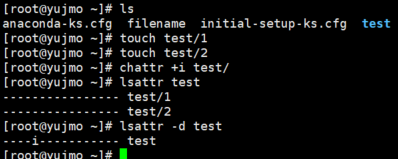 [root@yujmo ~]# ls
anaconda-ks.cfg  filename  initial-setup-ks.cfg  test
[root@yujmo ~]# touch test/1
[root@yujmo ~]# touch test/2
[root@yujmo ~]# chattr +i test/
[root@yujmo ~]# lsattr test
---------------- test/1
---------------- test/2
[root@yujmo ~]# lsattr -d test
----i----------- test
[root@yujmo ~]#